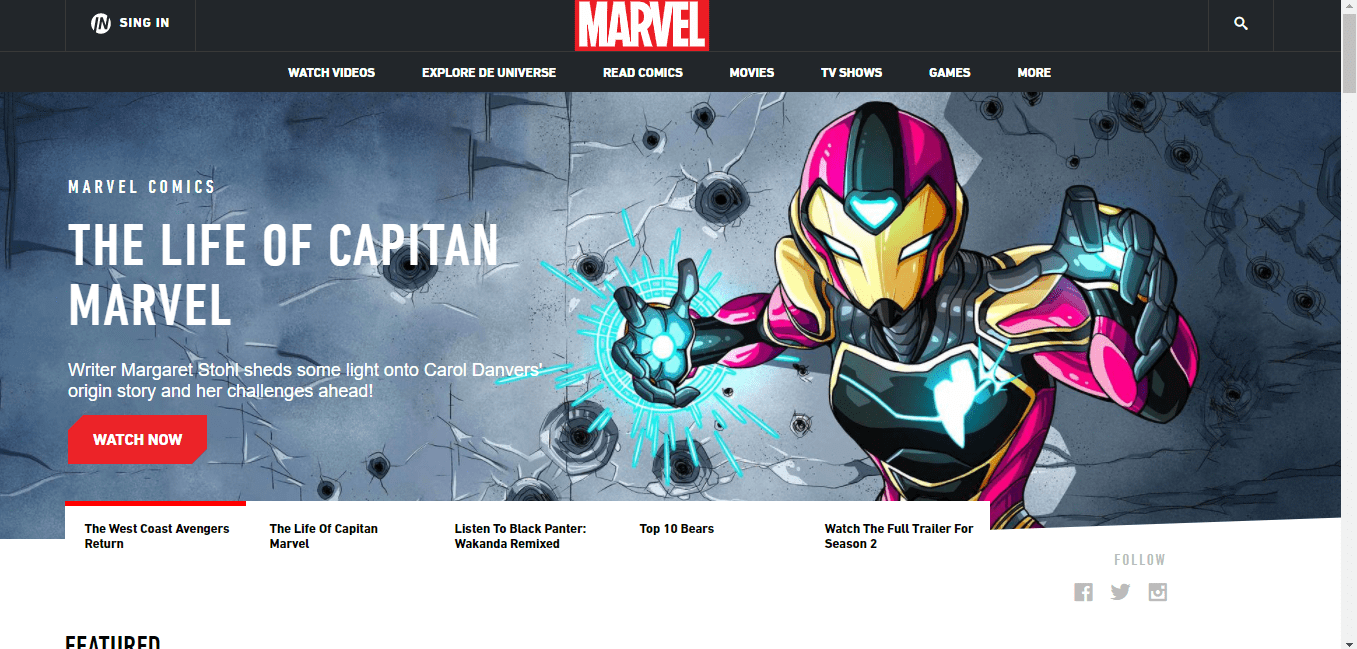 IN SING IN
MARVEL
WATCH VIDEOS EXPLORE DE UNIVERSE READ COMICS MOVIES TV SHOWS GAMES MORE
MARVEL COMICS
THE LIFE OF CAPITAN
MARVEL
Writer Margaret Stohl sheds some light onto Carol Danvers'
origin story and her challenges ahead!
WATCH NOW
The West Coast Avengers
Return
The Life Of Capitan
Marvel
Listen To Black Panter:
Wakanda Remixed
Top 10 Bears
Watch The Full Trailer For
Season 2
FOLLOW
FEATURED